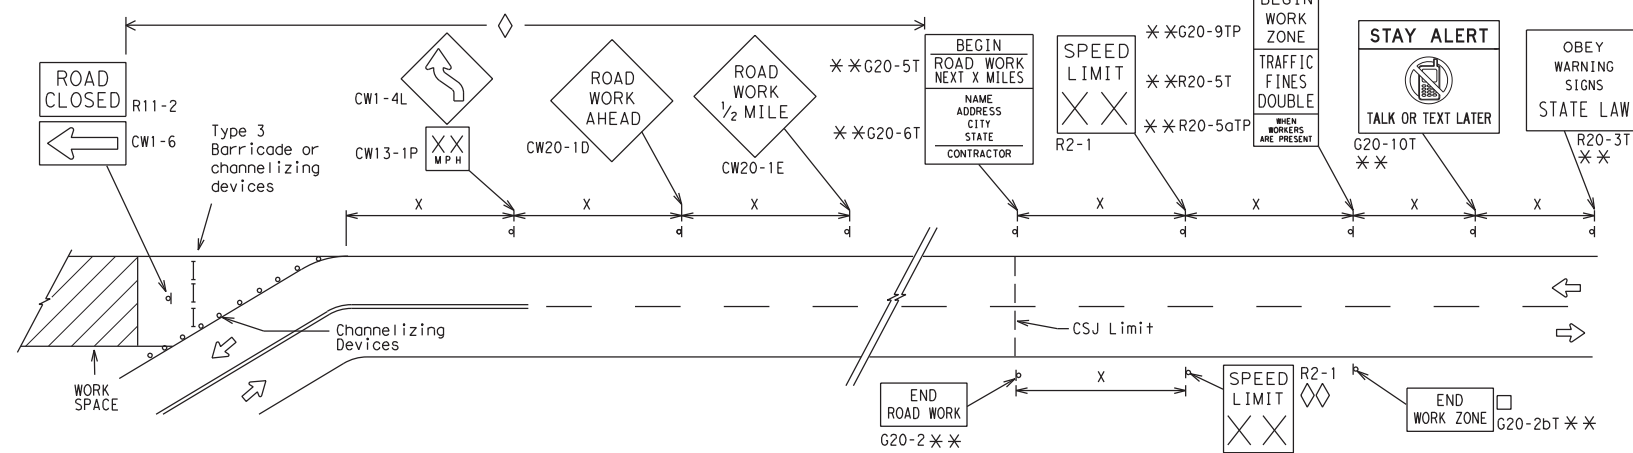 ROAD
CLOSED
R11-2
CW1-6
Type 3
Barricade or
channelizing
devices
CW1-4L
XX
MPH
CW13-1P
ROAD
WORK
AHEAD
CW20-1D
ROAD
WORK
1/2 MILE
CW20-1E
**G20-5T
BEGIN
ROAD WORK
NEXT X MILES
**G20-6T
NAME
ADDRESS
CITY
STATE
CONTRACTOR
SPEED
LIMIT
XX
R2-1
**G20-9TP
BEGIN
WORK
ZONE
**R20-5T
TRAFFIC
FINES
DOUBLE
**R20-5aTP
WHEN
WORKERS
ARE PRESENT
STAY ALERT
TALK OR TEXT LATER
G20-10T
**
OBEY
WARNING
SIGNS
STATE LAW
R20-3T
**
X
X
X
X
X
X
X
Channelizing
Devices
CSJ Limit
WORK
SPACE
END
ROAD WORK
G20-2 **
X
SPEED
LIMIT
XX
R2-1
END
WORK ZONE
G20-2bT **